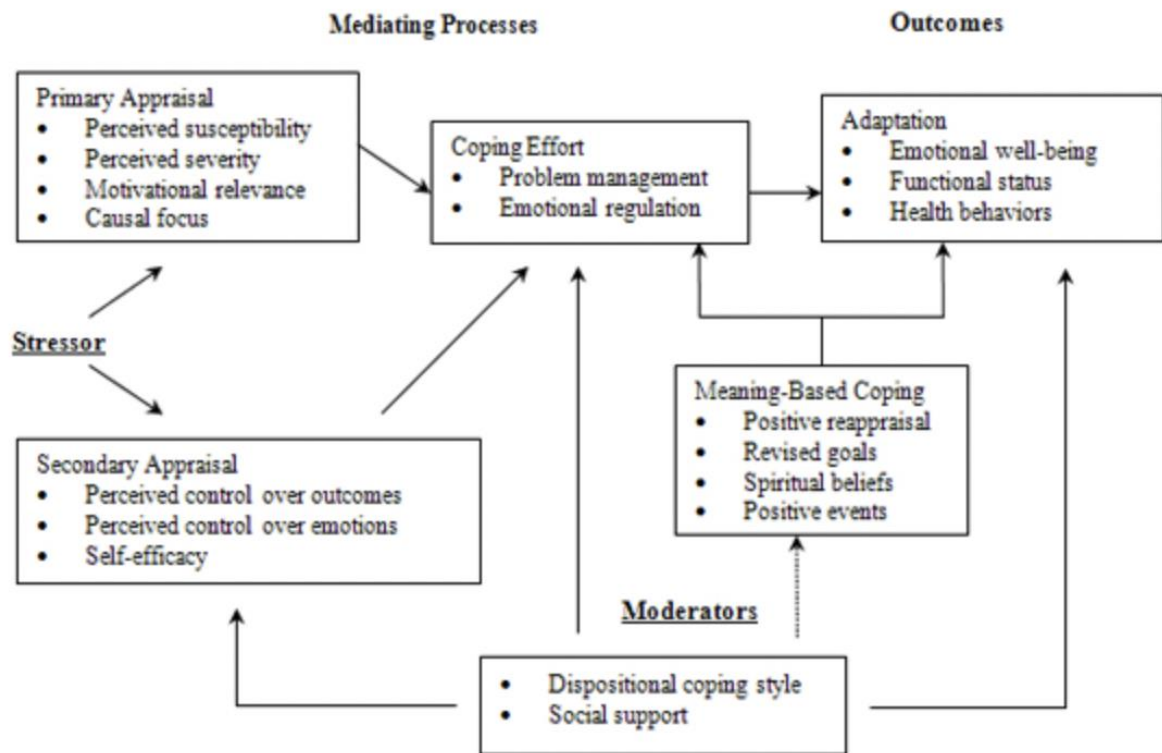 Mediating Processes
Outcomes
Primary Appraisal
• Perceived susceptibility
• Perceived severity
• Motivational relevance
• Causal focus
Coping Effort
• Problem management
• Emotional regulation
Adaptation
• Emotional well-being
• Functional status
• Health behaviors
Stressor
Secondary Appraisal
• Perceived control over outcomes
• Perceived control over emotions
• Self-efficacy
Meaning-Based Coping
• Positive reappraisal
• Revised goals
• Spiritual beliefs
• Positive events
Moderators
• Dispositional coping style
• Social support